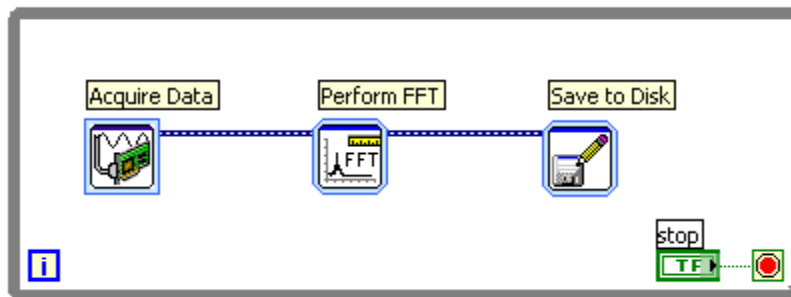 Acquire Data
Perform FFT
Save to Disk
FFT
stop
i
TF